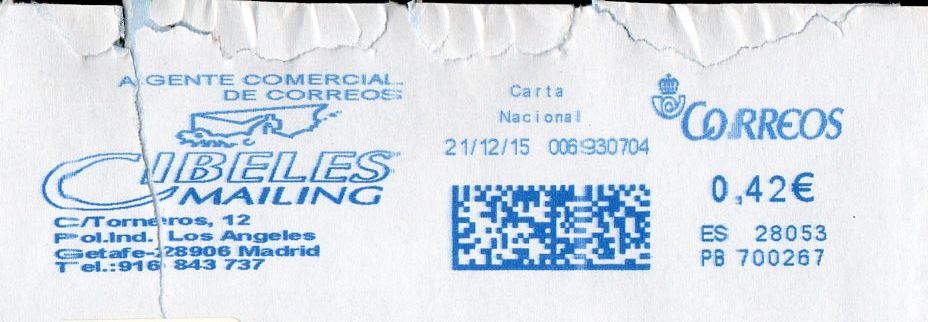 AGENTE COMERCIAL
DE CORREOS
CIBELES
MAILING
C/Torneros, 12
Pol.Ind. Los Angeles
Getafe-28906 Madrid
Tel.:916 843 737
Carta
Nacional
21/12/15 006930704
CORREOS
0,42€
ES 28053
PB 700267